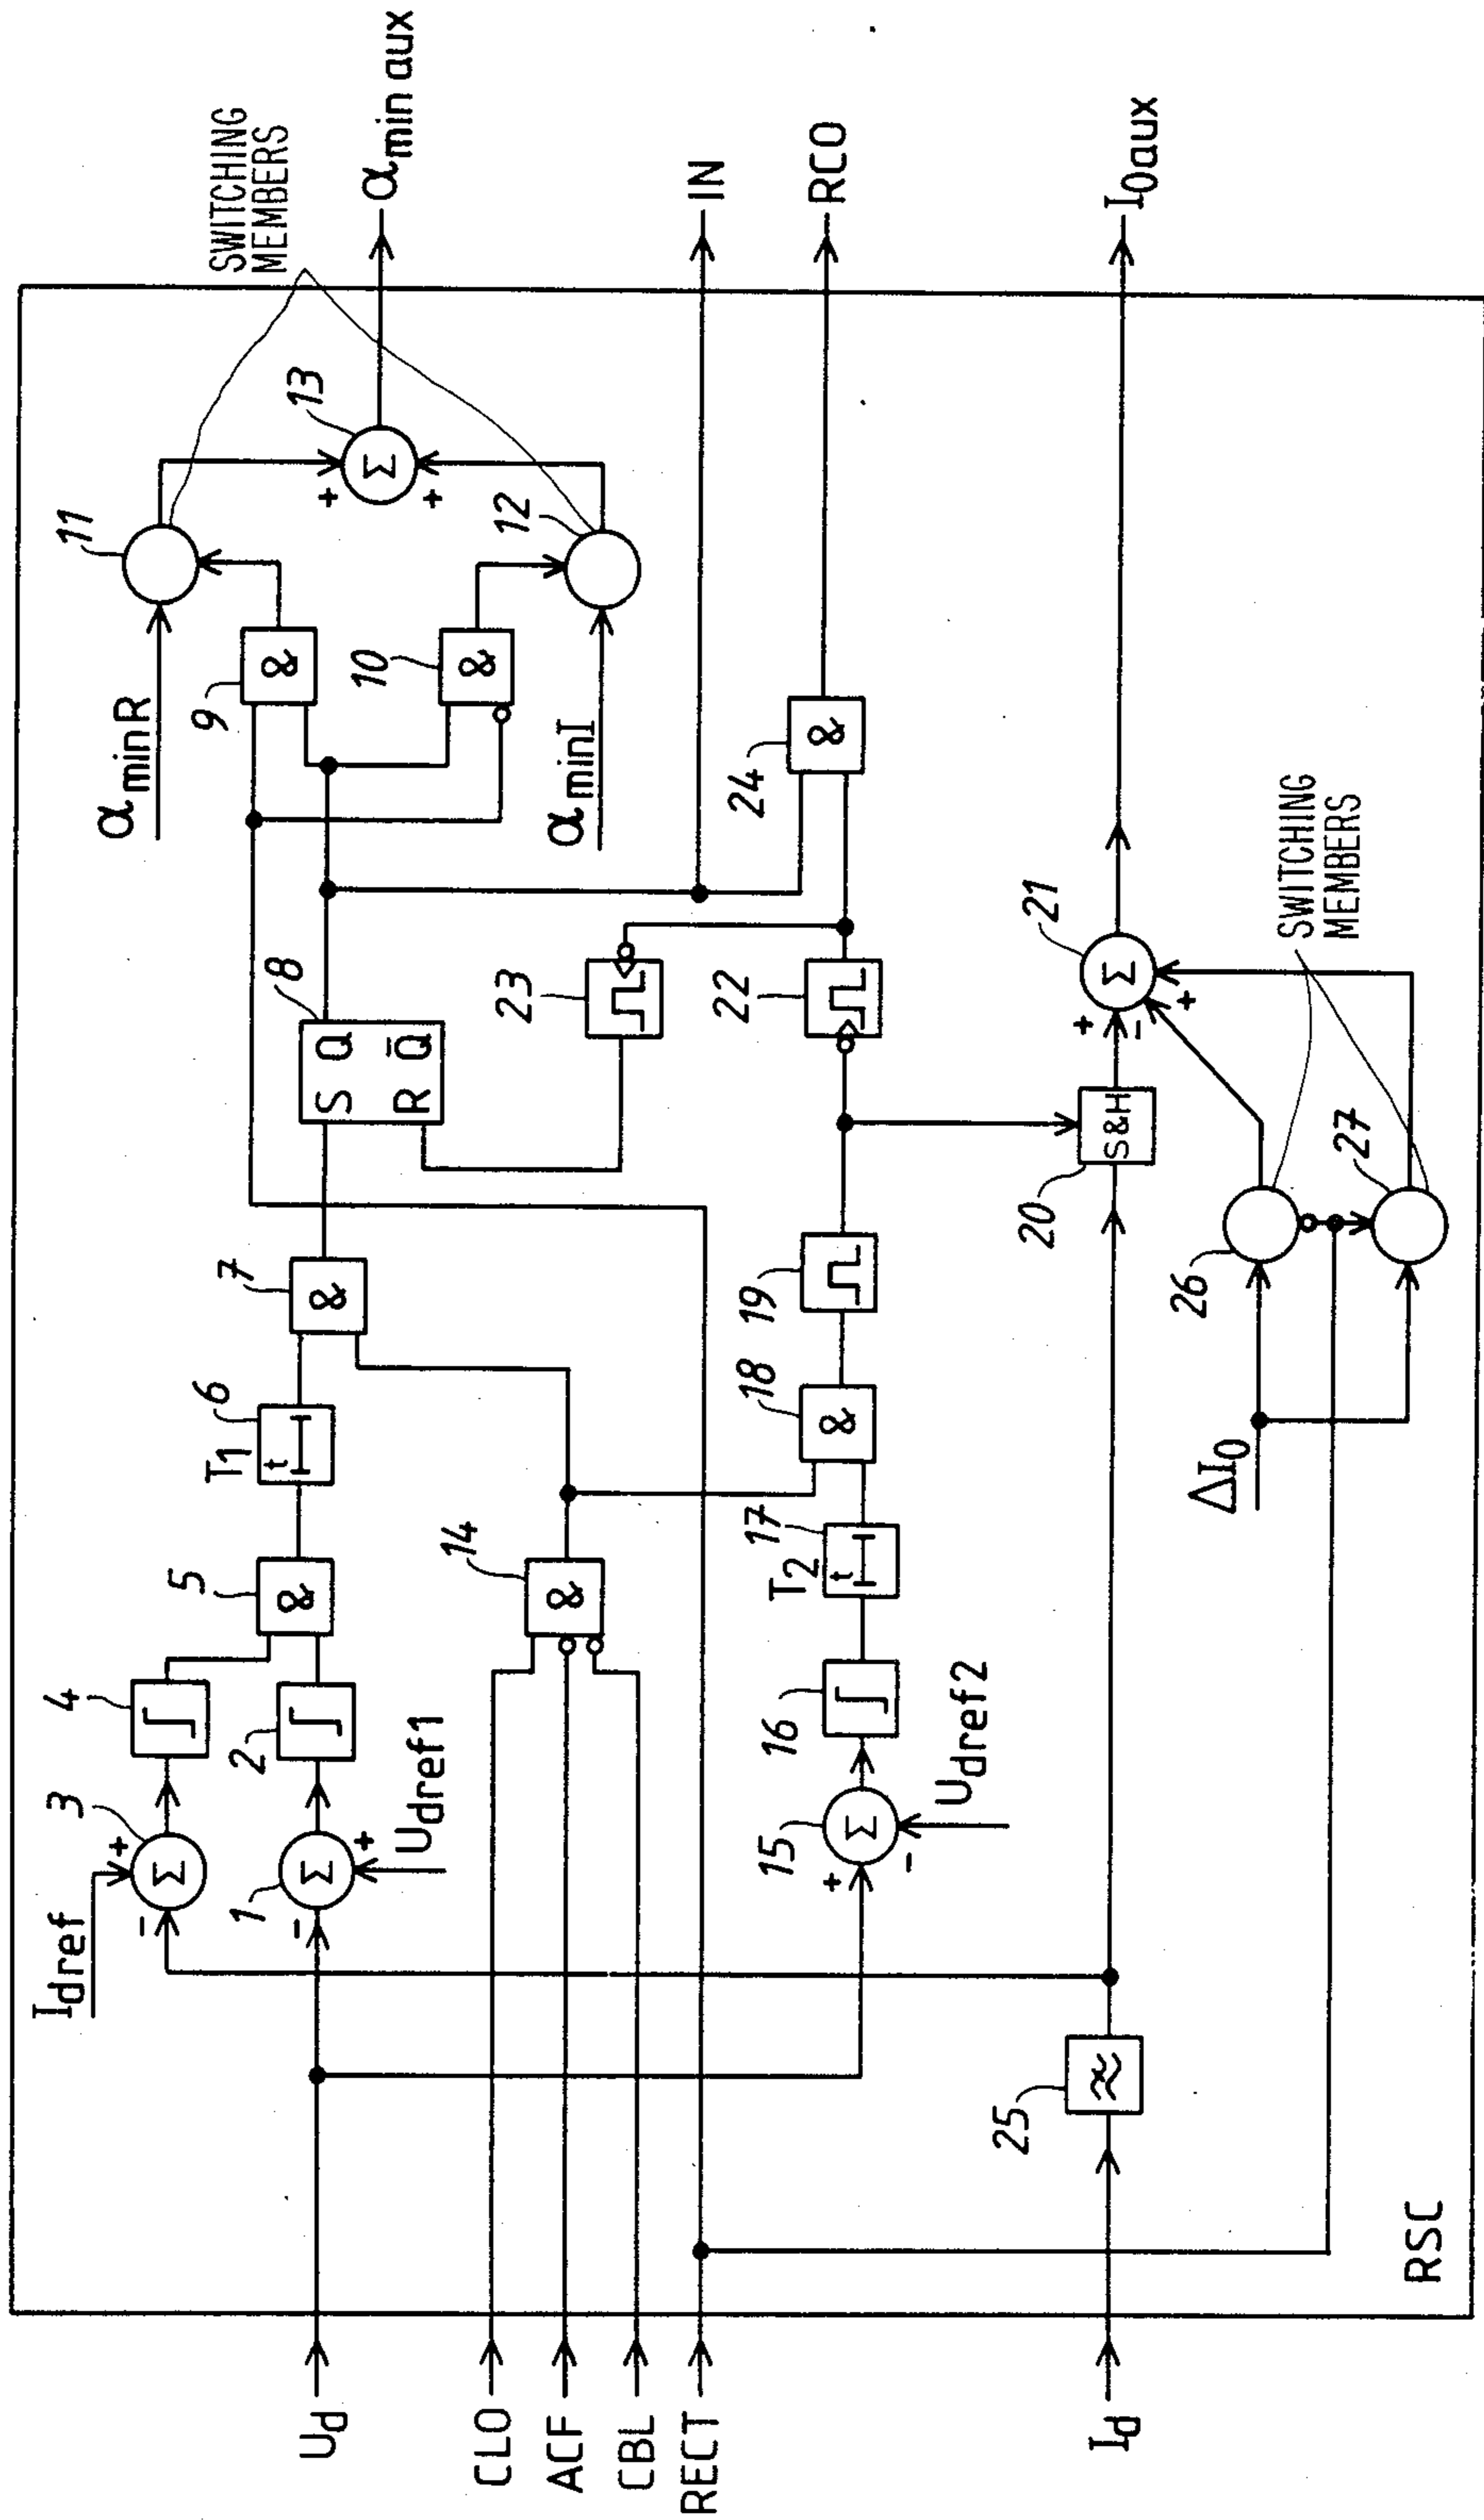 U_d
CLO
ACF
CBL
RECT
I_d
RSC
I_dref
+
−
3
4
1
−
+
U_dref1
2
5
&
T_1
6
t
7
&
14
&
15
Σ
+
−
U_dref2
16
T_2
17
t
18
&
19
25
≈
Σ
Σ
8
S Q
R Q̄
23
22
20
S&H
21
Σ
+
−
+
ΔI_0
26
27
SWITCHING
MEMBERS
α_minR
9
&
10
&
α_minI
11
12
13
Σ
+
+
24
&
SWITCHING
MEMBERS
α_min aux
IN
RCO
I_0aux